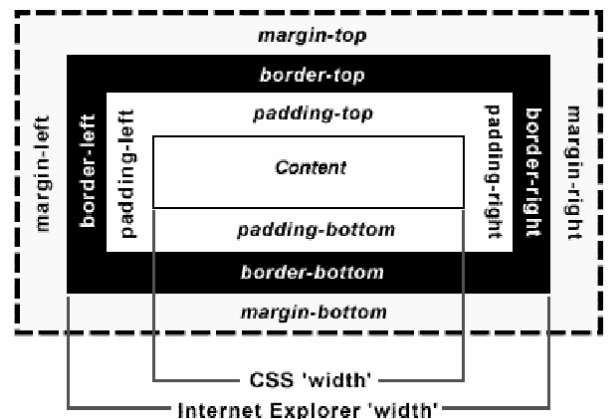 margin-top
border-top
padding-top
margin-left
border-left
padding-left
Content
padding-right
border-right
margin-right
padding-bottom
border-bottom
margin-bottom
CSS 'width'
Internet Explorer 'width'